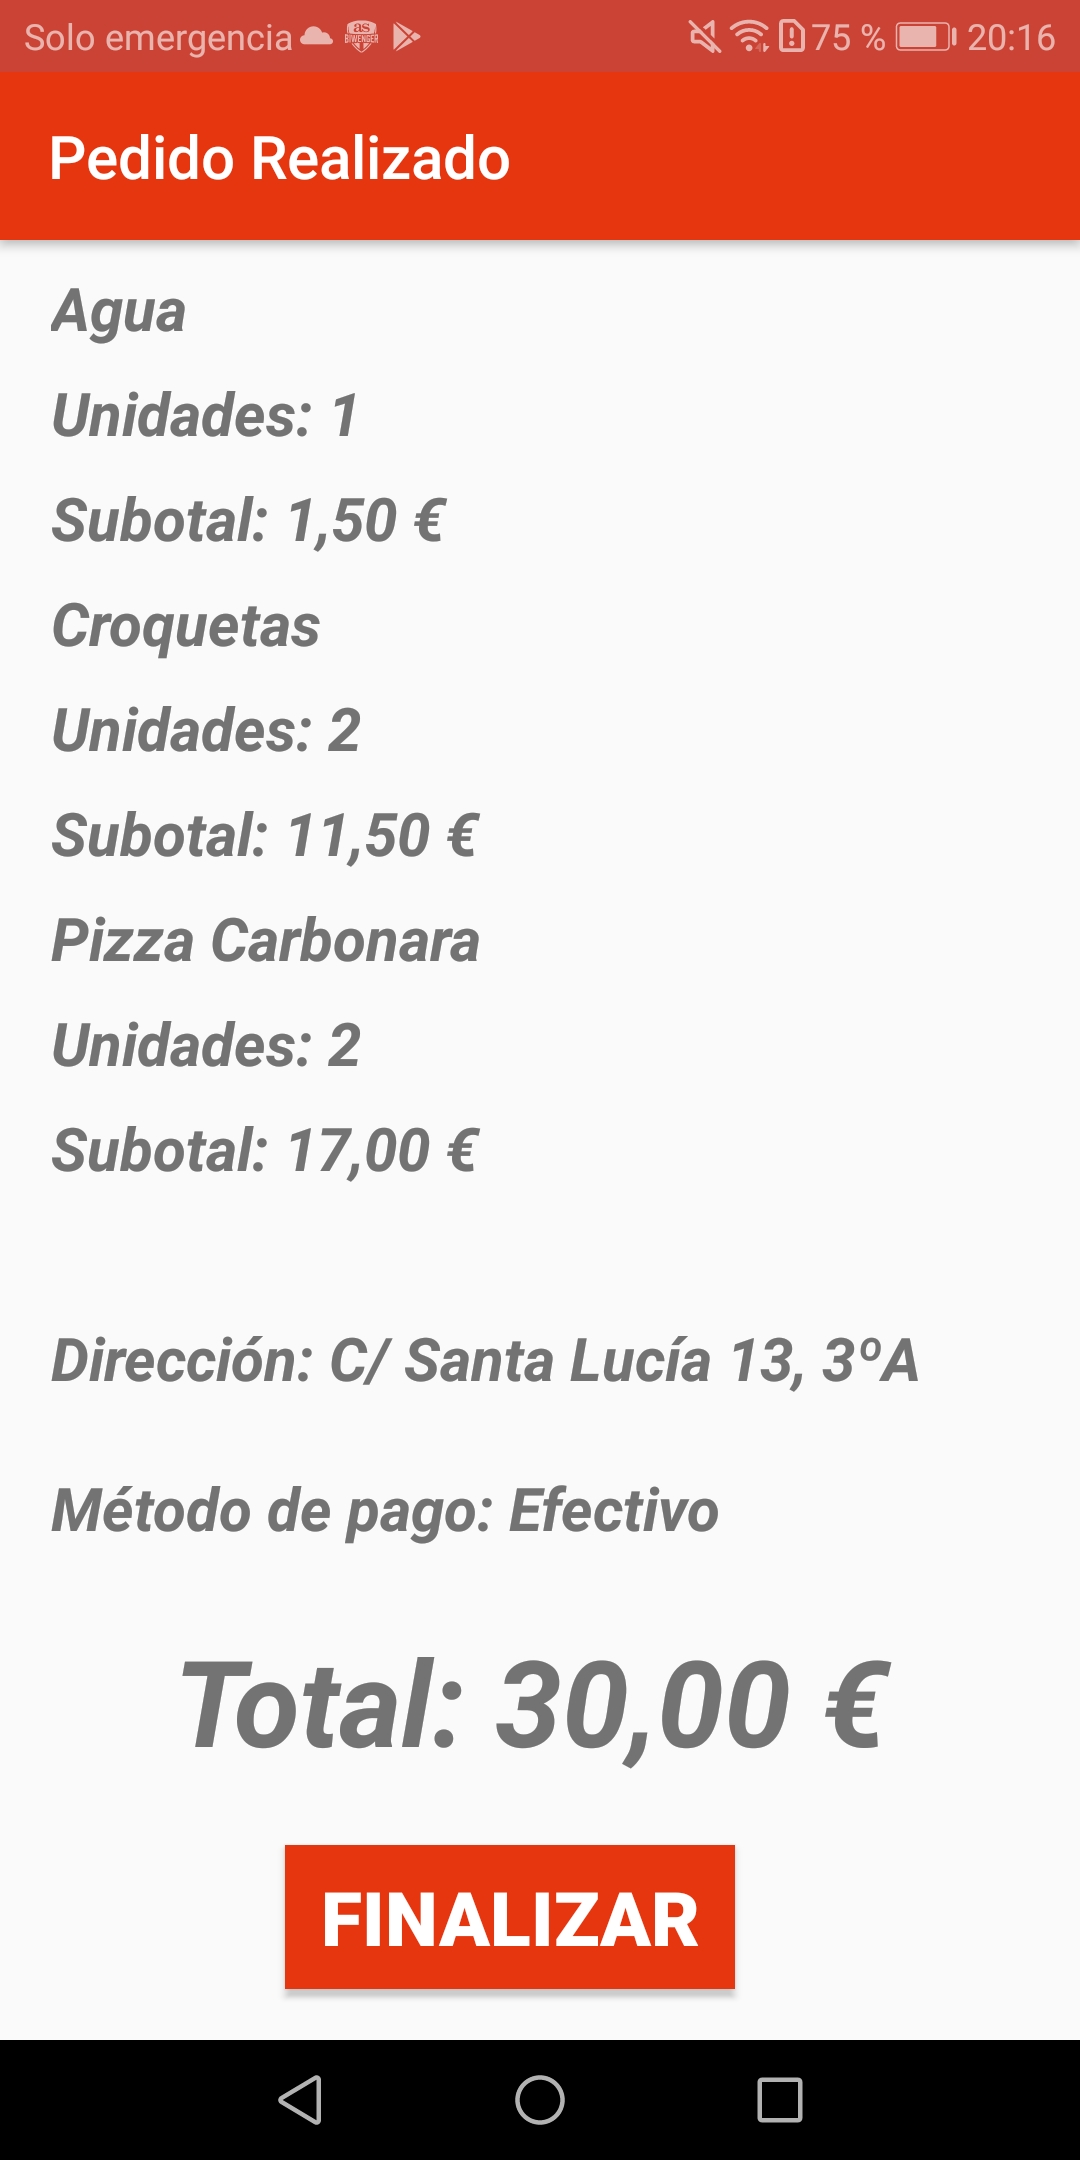 Solo emergencia as BIWENGER 75 % 20:16
Pedido Realizado
Agua
Unidades: 1
Subotal: 1,50 €
Croquetas
Unidades: 2
Subotal: 11,50 €
Pizza Carbonara
Unidades: 2
Subotal: 17,00 €
Dirección: C/ Santa Lucía 13, 3ºA
Método de pago: Efectivo
Total: 30,00 €
FINALIZAR